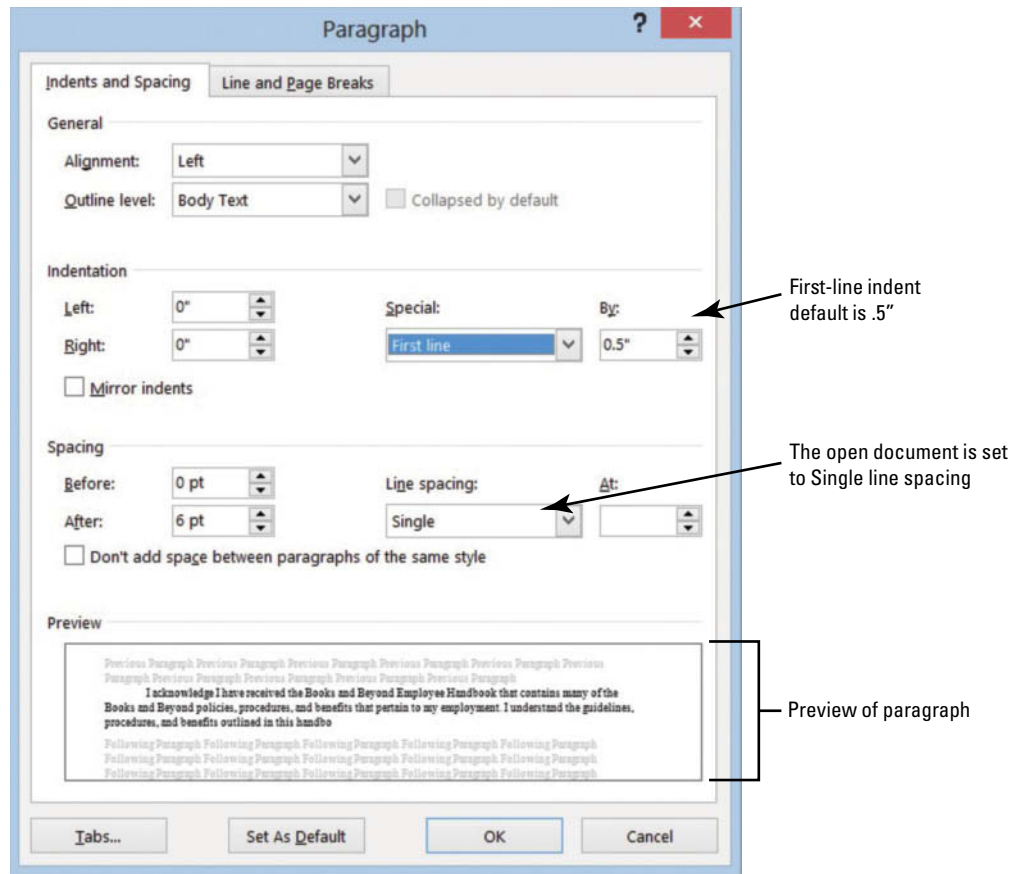 Paragraph
?
×
Indents and Spacing
Line and Page Breaks
General
Alignment: Left
Outline level: Body Text Collapsed by default
Indentation
Left: 0" Special: By:
Right: 0" First line 0.5"
Mirror indents
First-line indent
default is .5″
Spacing
Before: 0 pt Line spacing: At:
After: 6 pt Single
Don't add space between paragraphs of the same style
The open document is set
to Single line spacing
Preview
Previous Paragraph Previous Paragraph Previous Paragraph Previous Paragraph Previous Paragraph Previous
Paragraph Previous Paragraph Previous Paragraph Previous Paragraph Previous Paragraph
I acknowledge I have received the Books and Beyond Employee Handbook that contains many of the
Books and Beyond policies, procedures, and benefits that pertain to my employment. I understand the guidelines,
procedures, and benefits outlined in this handbo
Following Paragraph Following Paragraph Following Paragraph Following Paragraph Following Paragraph
Following Paragraph Following Paragraph Following Paragraph Following Paragraph Following Paragraph
Following Paragraph Following Paragraph Following Paragraph Following Paragraph Following Paragraph
Preview of paragraph
Tabs...
Set As Default
OK
Cancel